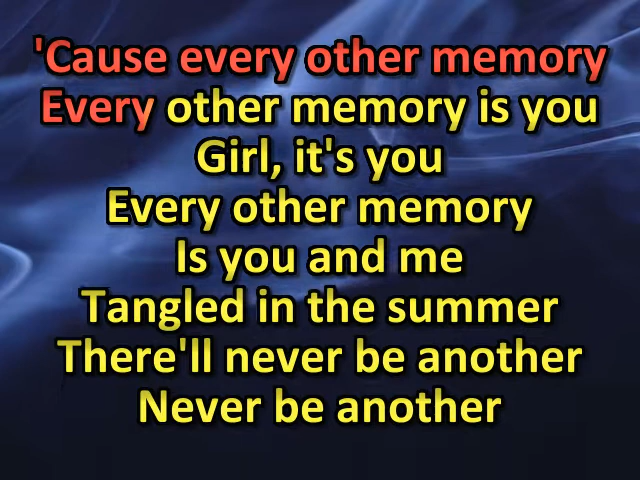 'Cause every other memory
Every other memory is you
Girl, it's you
Every other memory
Is you and me
Tangled in the summer
There'll never be another
Never be another